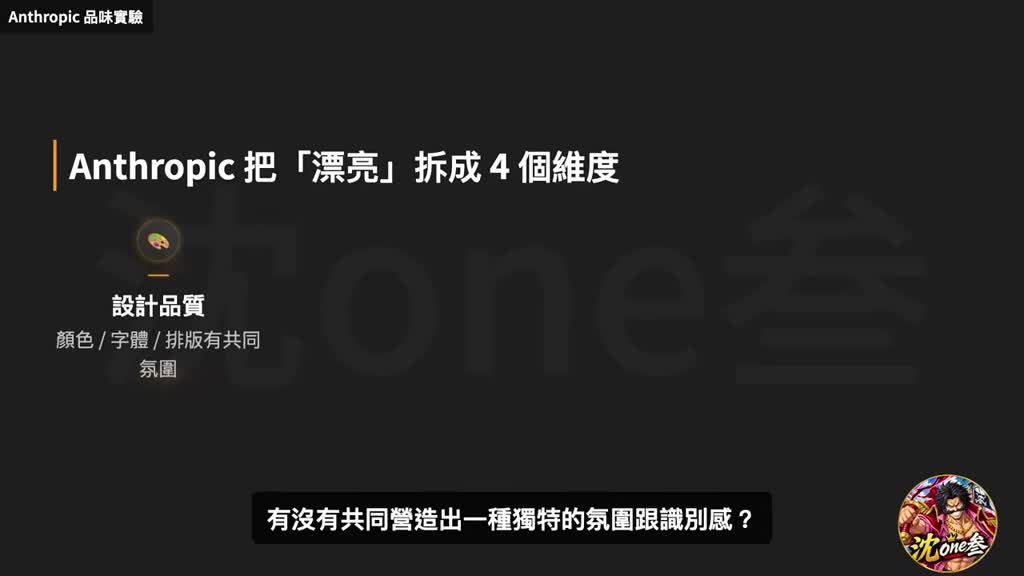 Anthropic 品味實驗
Anthropic 把「漂亮」拆成 4 個維度
設計品質
顏色 / 字體 / 排版有共同
氛圍
沈one叁
有沒有共同營造出一種獨特的氛圍跟識別感？
沈one叁